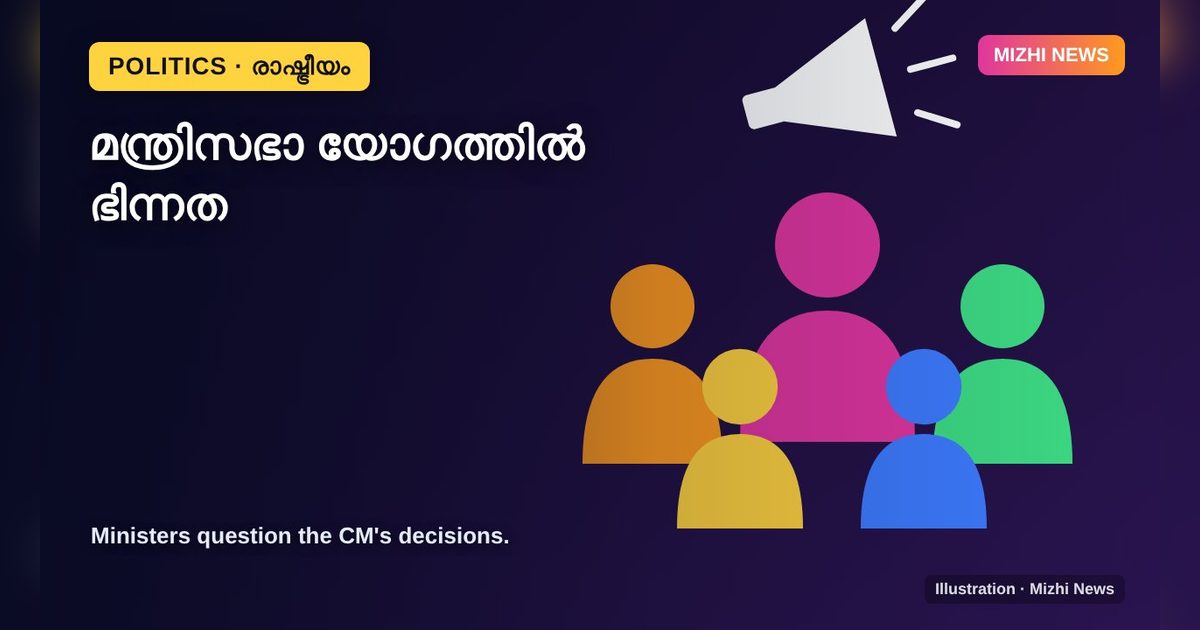 POLITICS · രാഷ്ട്രീയം
MIZHI NEWS
മന്ത്രിസഭാ യോഗത്തിൽ
ഭിന്നത
Ministers question the CM's decisions.
Illustration · Mizhi News